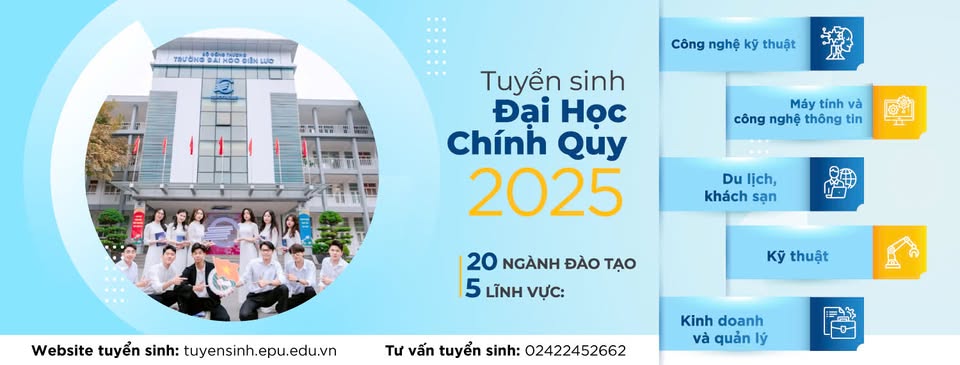 BỘ CÔNG THƯƠNG
TRƯỜNG ĐẠI HỌC ĐIỆN LỰC
Tuyển sinh
Đại Học
Chính Quy
2025
20 NGÀNH ĐÀO TẠO
5 LĨNH VỰC:
Công nghệ kỹ thuật
Máy tính và
công nghệ thông tin
Du lịch,
khách sạn
Kỹ thuật
Kinh doanh
và quản lý
Website tuyển sinh: tuyensinh.epu.edu.vn
Tư vấn tuyển sinh: 02422452662